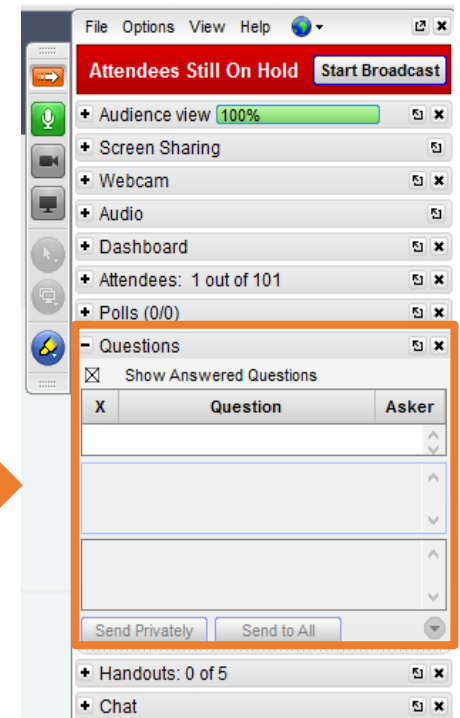 File Options View Help
Attendees Still On Hold Start Broadcast
Audience view 100%
Screen Sharing
Webcam
Audio
Dashboard
Attendees: 1 out of 101
Polls (0/0)
Questions
Show Answered Questions
X Question Asker
Send Privately Send to All
Handouts: 0 of 5
Chat